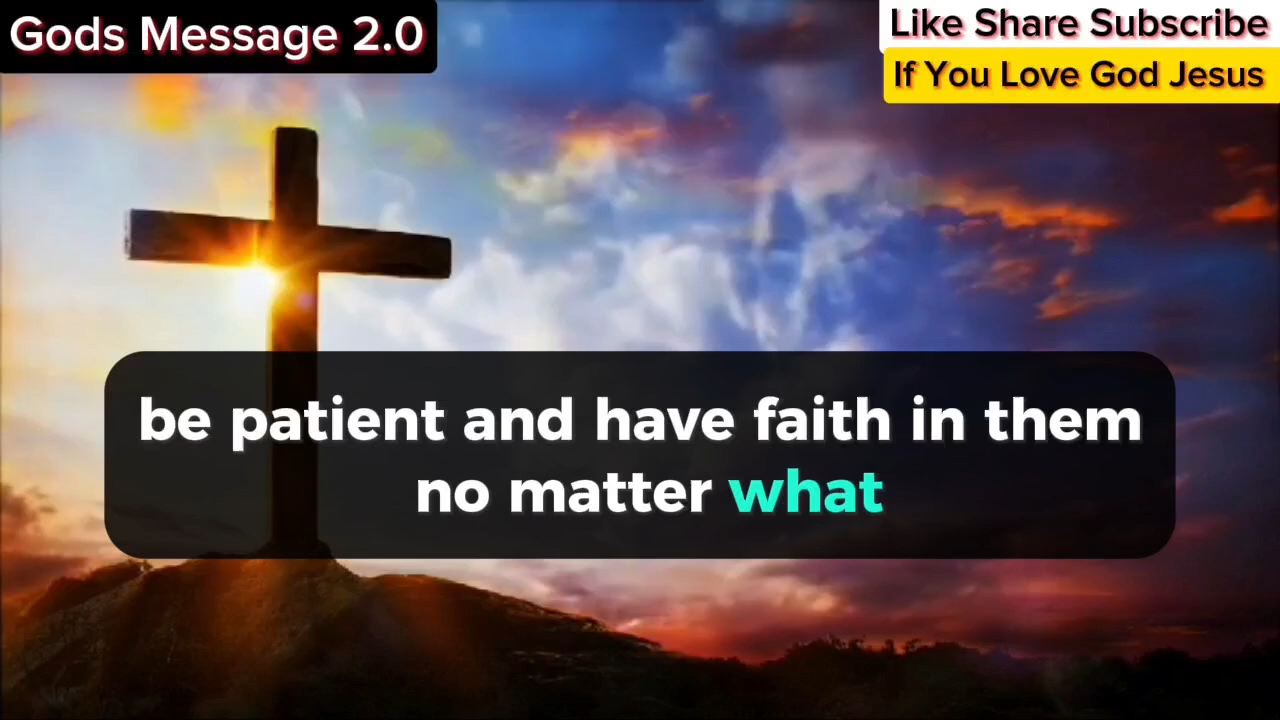 Gods Message 2.0
Like Share Subscribe
If You Love God Jesus
be patient and have faith in them
no matter what